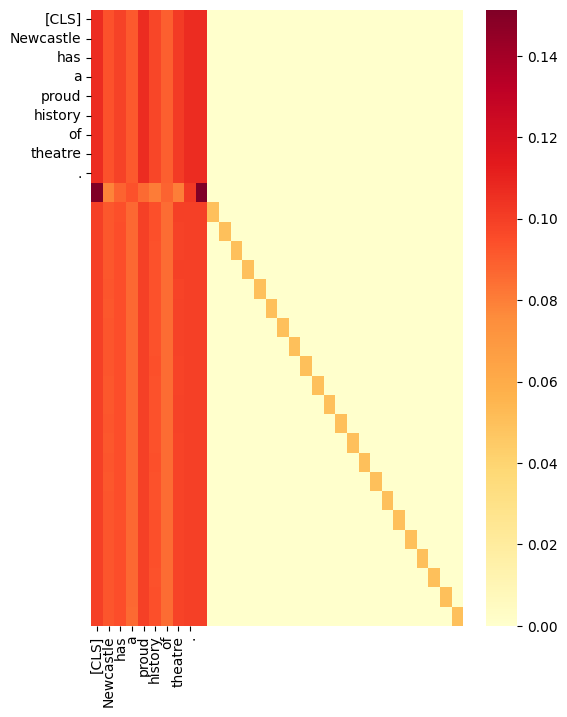 [CLS]
Newcastle
has
a
proud
history
of
theatre
.
0.14
0.12
0.10
0.08
0.06
0.04
0.02
0.00
[CLS]
Newcastle
has
a
proud
history
of
theatre
.